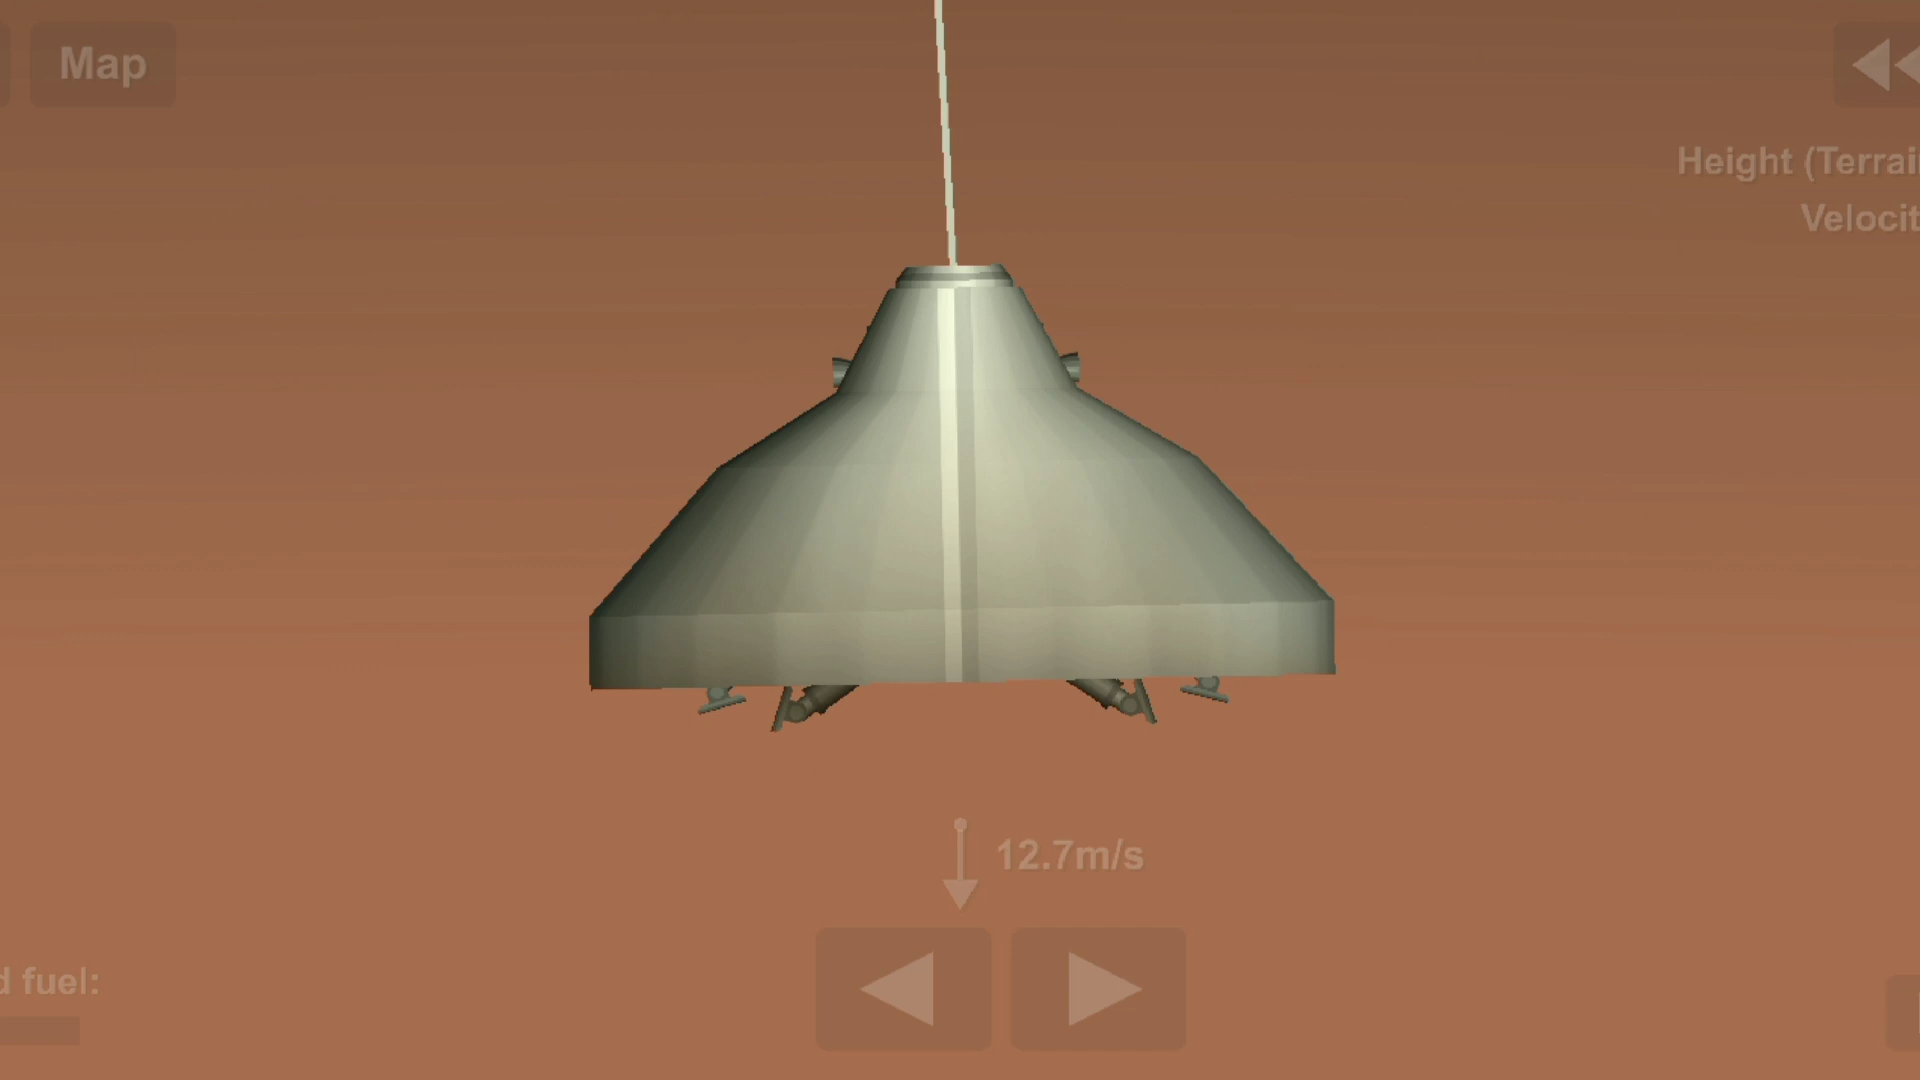 Map
Height (Terrai
Velocit
12.7m/s
d fuel: